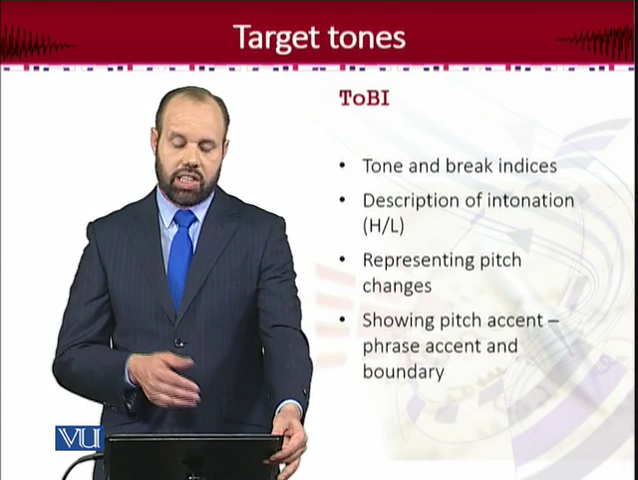 Target tones
ToBI
• Tone and break indices
• Description of intonation
(H/L)
• Representing pitch
changes
• Showing pitch accent –
phrase accent and
boundary
VU